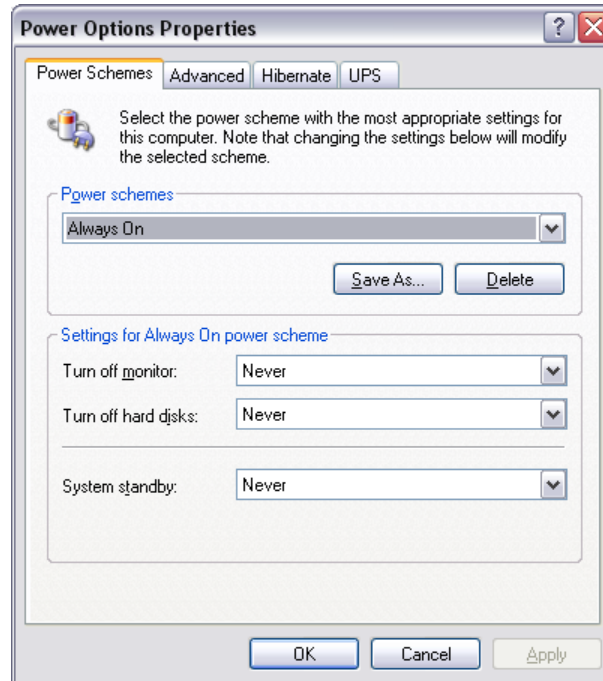 Power Options Properties
Power Schemes Advanced Hibernate UPS
Select the power scheme with the most appropriate settings for
this computer. Note that changing the settings below will modify
the selected scheme.
Power schemes
Always On
Save As... Delete
Settings for Always On power scheme
Turn off monitor: Never
Turn off hard disks: Never
System standby: Never
OK Cancel Apply